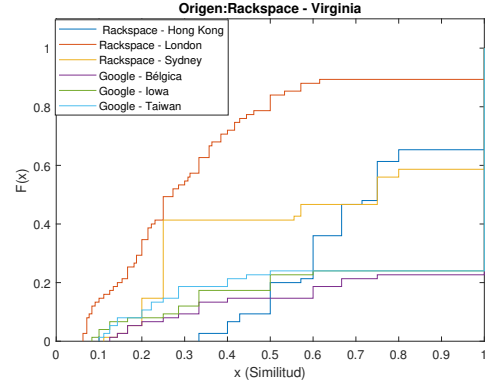 Origen:Rackspace - Virginia
Rackspace - Hong Kong
Rackspace - London
Rackspace - Sydney
Google - Bélgica
Google - Iowa
Google - Taiwan
1
0.8
0.6
0.4
0.2
0
F(x)
0 0.1 0.2 0.3 0.4 0.5 0.6 0.7 0.8 0.9 1
x (Similitud)